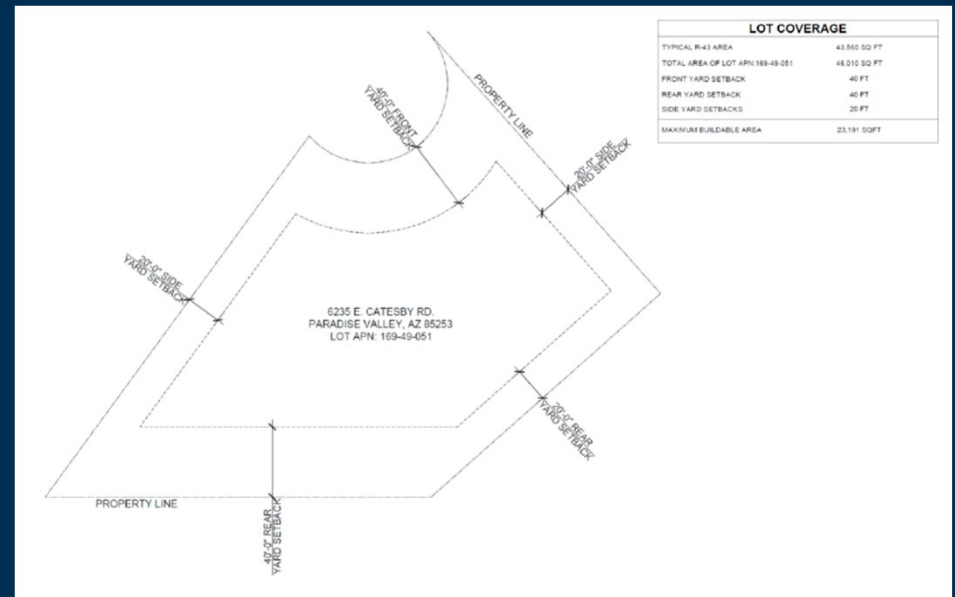 LOT COVERAGE
TYPICAL R-43 AREA 43,560 SQ FT
TOTAL AREA OF LOT APN:169-49-051 46,010 SQ FT
FRONT YARD SETBACK 40 FT
REAR YARD SETBACK 40 FT
SIDE YARD SETBACKS 20 FT
MAXIMUM BUILDABLE AREA 23,191 SQFT
40'-0" FRONT
YARD SETBACK
PROPERTY LINE
20'-0" SIDE
YARD SETBACK
20'-0" SIDE
YARD SETBACK
6235 E. CATESBY RD.
PARADISE VALLEY, AZ 85253
LOT APN: 169-49-051
20'-0" REAR
YARD SETBACK
PROPERTY LINE
40'-0" REAR
YARD SETBACK